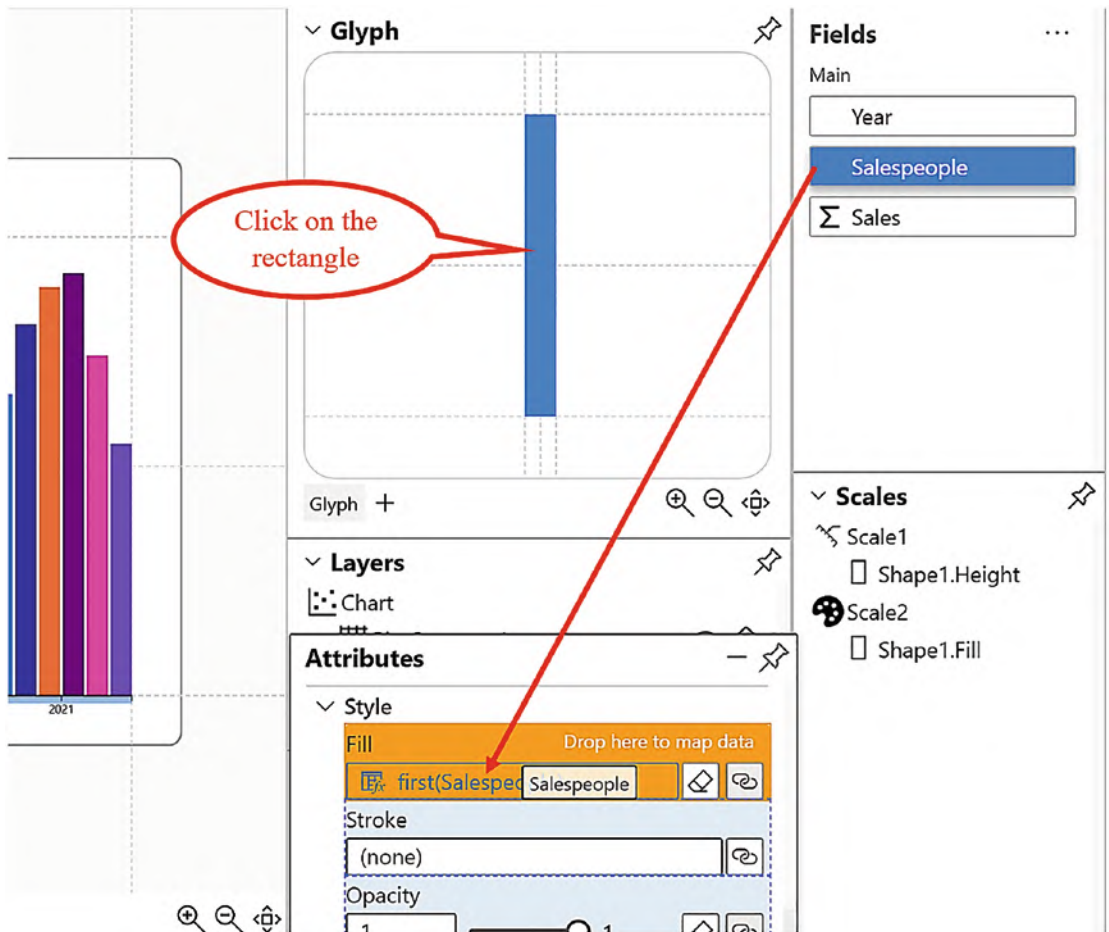 Glyph
Click on the
rectangle
2021
Glyph +
Layers
Chart
Attributes
Style
Fill
Drop here to map data
first(Salespec
Salespeople
Stroke
(none)
Opacity
1
1
Fields
...
Main
Year
Salespeople
Σ Sales
Scales
Scale1
Shape1.Height
Scale2
Shape1.Fill